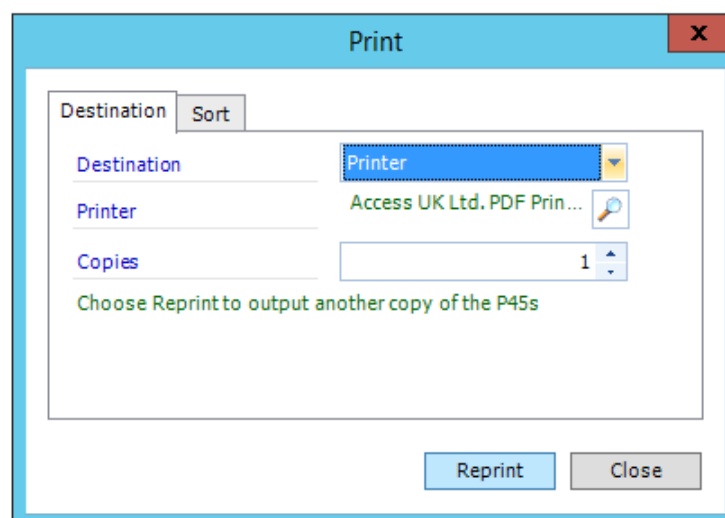 Print
x
Destination Sort
Destination Printer
Printer Access UK Ltd. PDF Prin...
Copies 1
Choose Reprint to output another copy of the P45s
Reprint Close